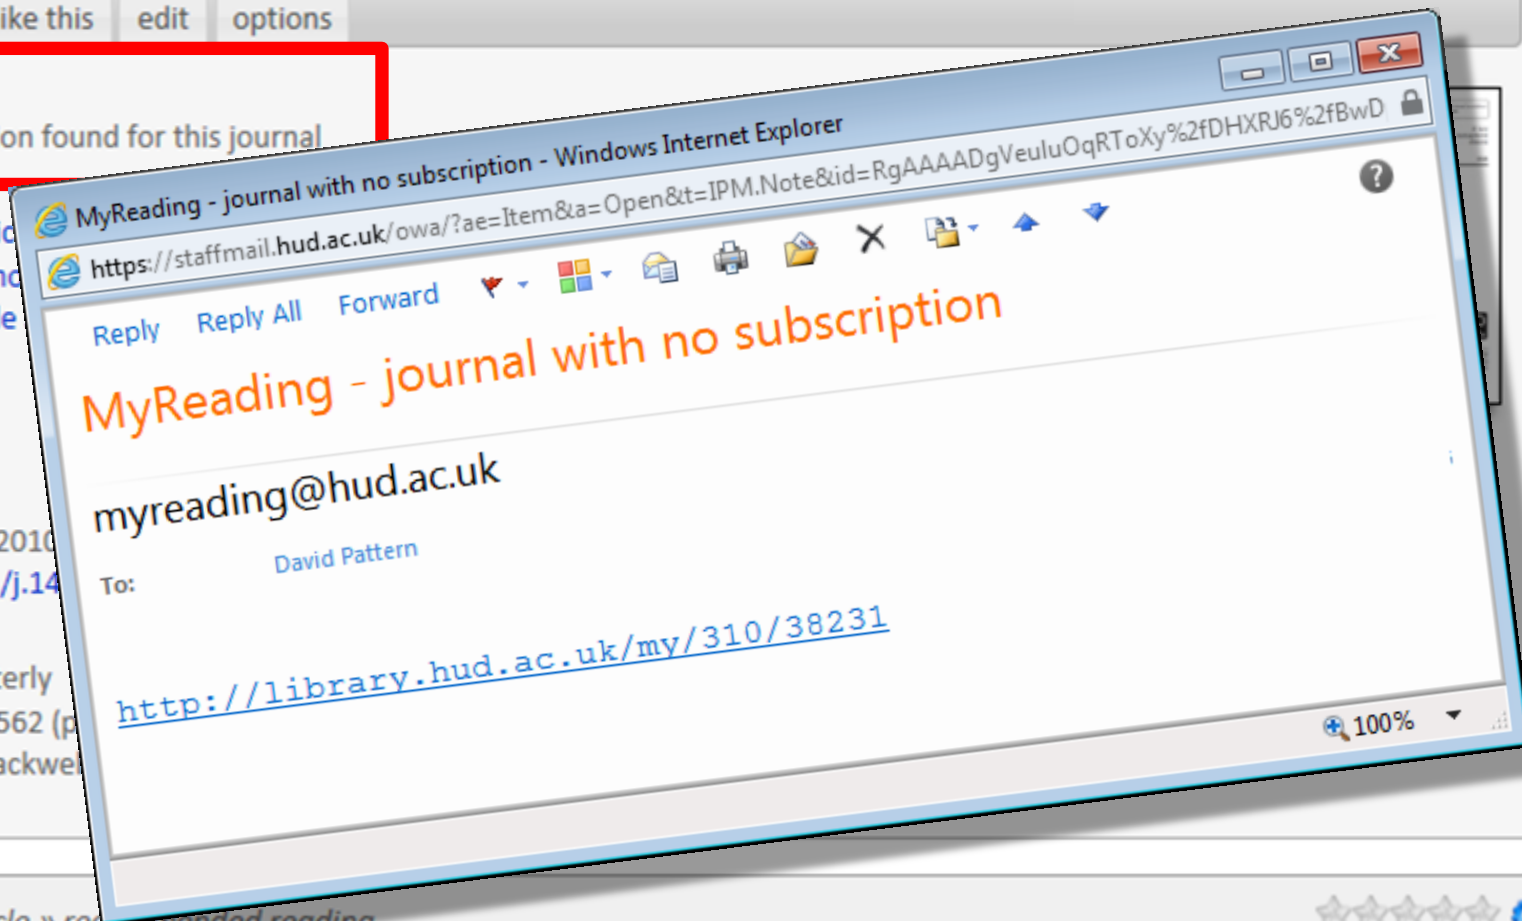 ike this edit options
on found for this journal
MyReading - journal with no subscription - Windows Internet Explorer
https://staffmail.hud.ac.uk/owa/?ae=Item&a=Open&t=IPM.Note&id=RgAAAADgVeuIuOqRToXy%2fDHXRJ6%2fBwD
Reply Reply All Forward
MyReading - journal with no subscription
myreading@hud.ac.uk
To: David Pattern
http://library.hud.ac.uk/my/310/38231
2010
/j.14
terly
562 (p
ackwel
100%